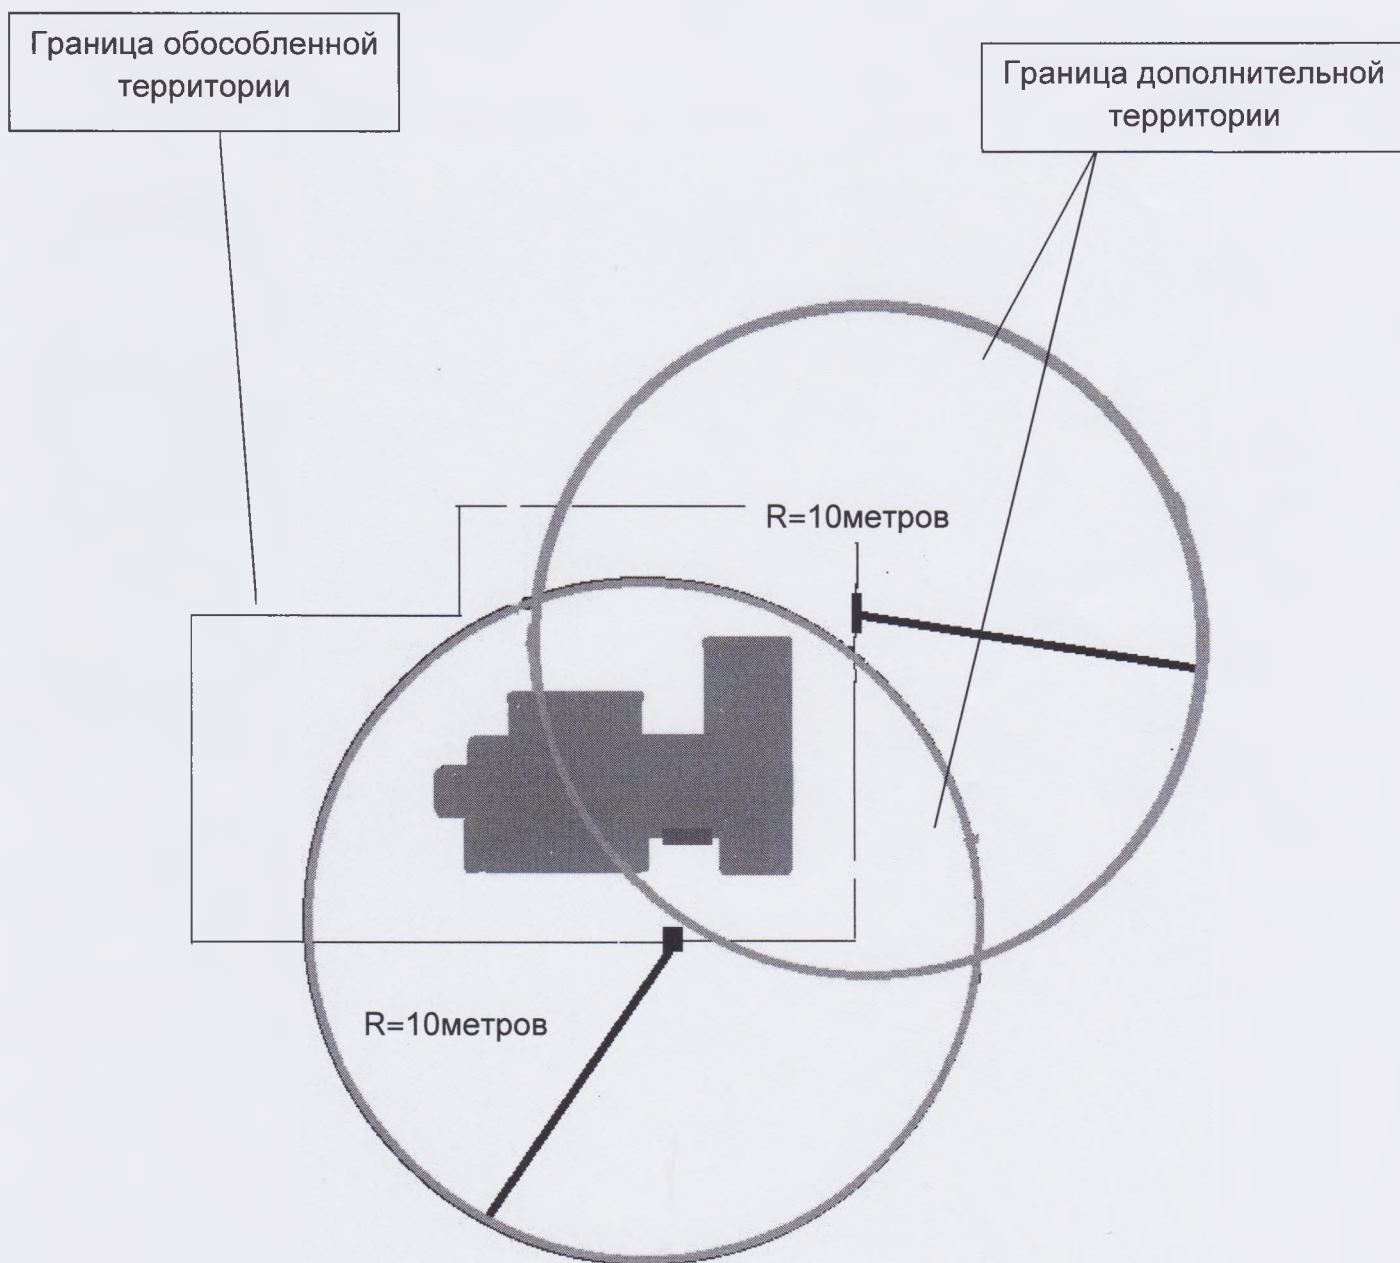 Граница обособленной
территории
Граница дополнительной
территории
R=10метров
R=10метров